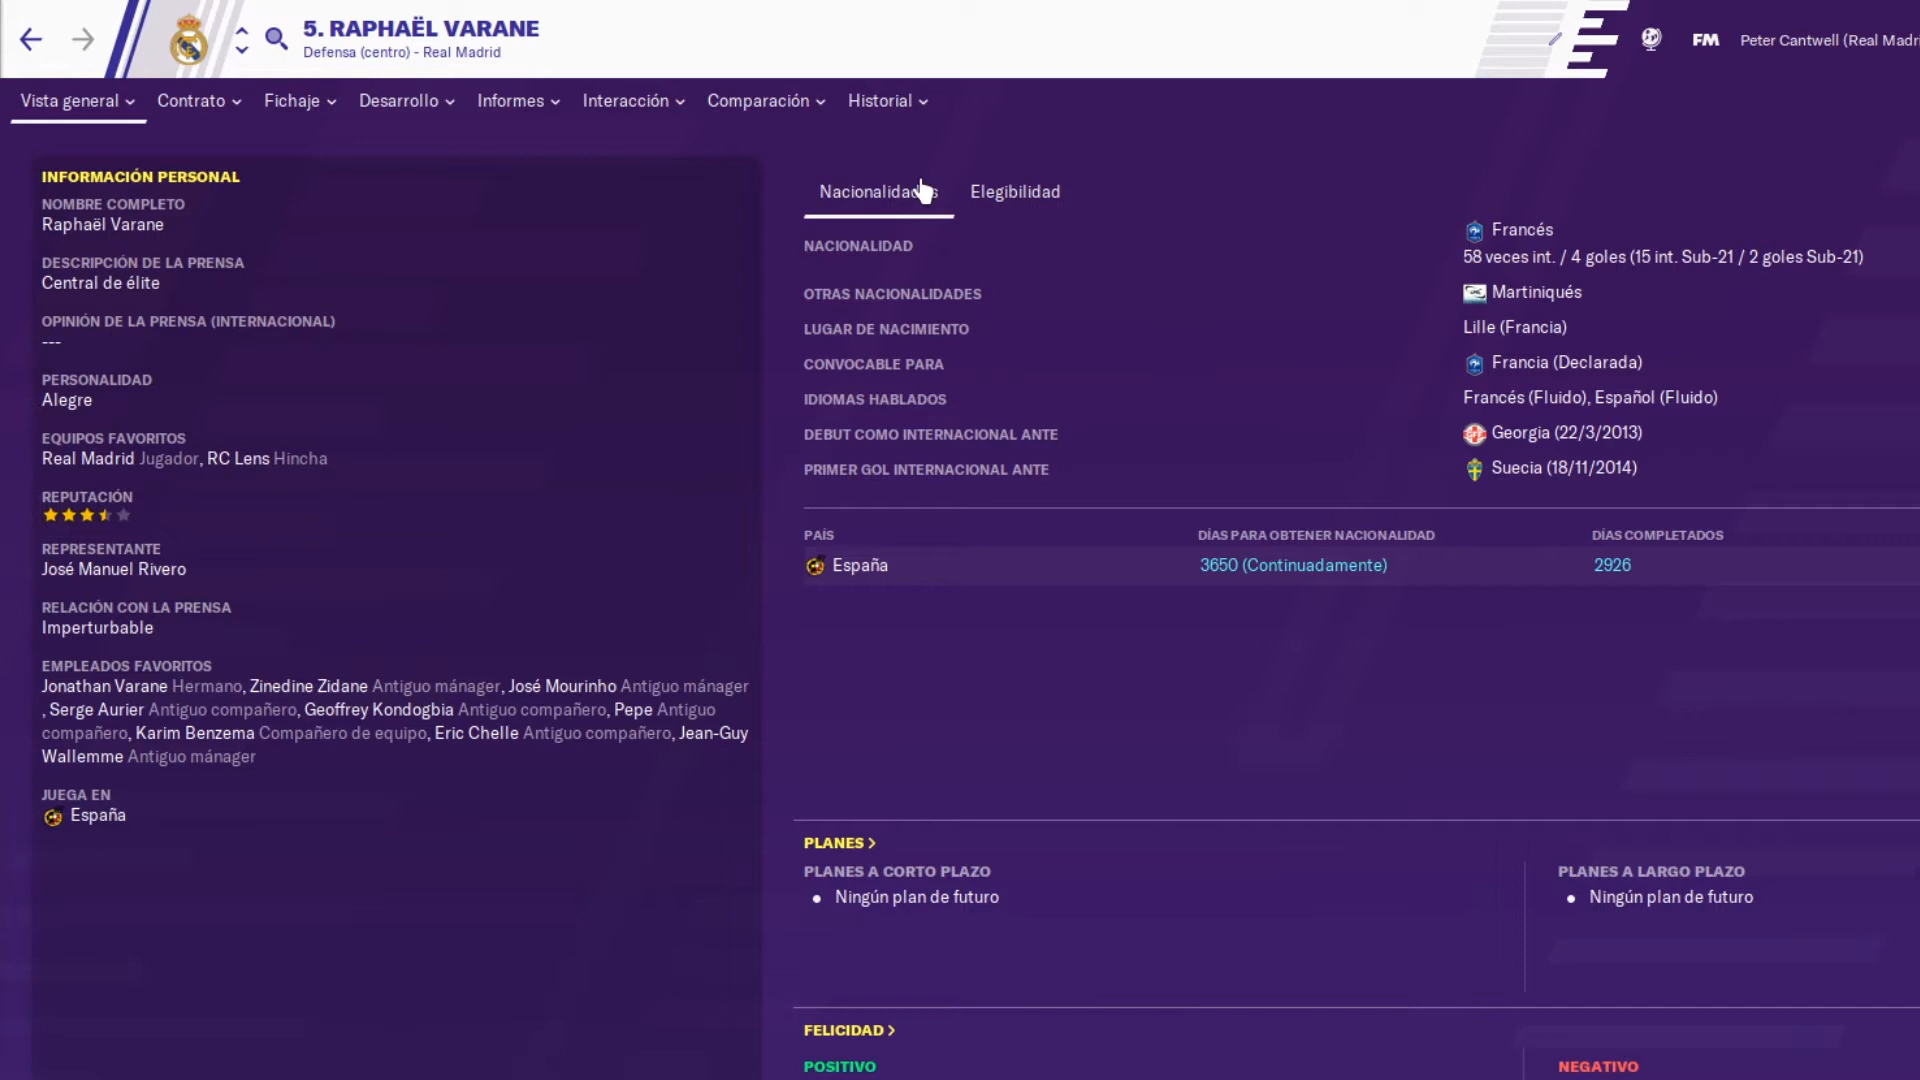 5. RAPHAËL VARANE
Defensa (centro) - Real Madrid
FM
Peter Cantwell (Real Madri
Vista general
Contrato
Fichaje
Desarrollo
Informes
Interacción
Comparación
Historial
INFORMACIÓN PERSONAL
NOMBRE COMPLETO
Raphaël Varane
DESCRIPCIÓN DE LA PRENSA
Central de élite
OPINIÓN DE LA PRENSA (INTERNACIONAL)
---
PERSONALIDAD
Alegre
EQUIPOS FAVORITOS
Real Madrid Jugador, RC Lens Hincha
REPUTACIÓN
REPRESENTANTE
José Manuel Rivero
RELACIÓN CON LA PRENSA
Imperturbable
EMPLEADOS FAVORITOS
Jonathan Varane Hermano, Zinedine Zidane Antiguo mánager, José Mourinho Antiguo mánager
, Serge Aurier Antiguo compañero, Geoffrey Kondogbia Antiguo compañero, Pepe Antiguo
compañero, Karim Benzema Compañero de equipo, Eric Chelle Antiguo compañero, Jean-Guy
Wallemme Antiguo mánager
JUEGA EN
España
Nacionalidades
Elegibilidad
NACIONALIDAD
Francés
58 veces int. / 4 goles (15 int. Sub-21 / 2 goles Sub-21)
OTRAS NACIONALIDADES
Martiniqués
LUGAR DE NACIMIENTO
Lille (Francia)
CONVOCABLE PARA
Francia (Declarada)
IDIOMAS HABLADOS
Francés (Fluido), Español (Fluido)
DEBUT COMO INTERNACIONAL ANTE
Georgia (22/3/2013)
PRIMER GOL INTERNACIONAL ANTE
Suecia (18/11/2014)
PAÍS
DÍAS PARA OBTENER NACIONALIDAD
DÍAS COMPLETADOS
España
3650 (Continuadamente)
2926
PLANES
PLANES A CORTO PLAZO
Ningún plan de futuro
PLANES A LARGO PLAZO
Ningún plan de futuro
FELICIDAD
POSITIVO
NEGATIVO